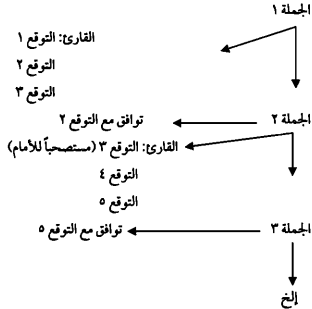 الجملة ١
القارئ: التوقع ١
التوقع ٢
التوقع ٣
الجملة ٢
توافق مع التوقع ٢
القارئ: التوقع ٣ (مستصحباً للأمام)
التوقع ٤
التوقع ٥
الجملة ٣
توافق مع التوقع ٥
إلخ